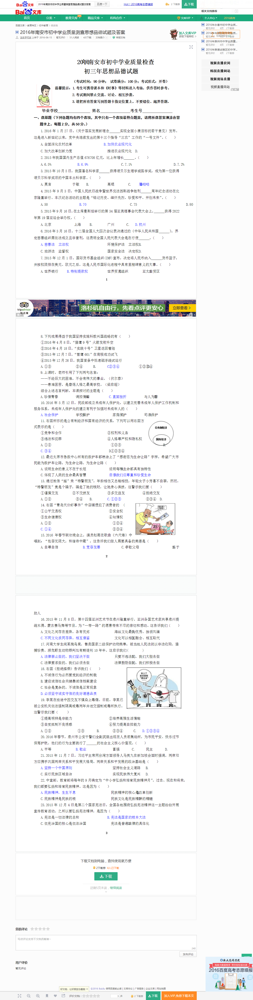 Baidu文库
2016年南安市初中学业质量测查思想品德试题及答案
百度一下
Hot！2016高考志愿填报
2下载券
下载
Baidu文库
首页 分类 教育文库 精品文库 机构合作 文库VIP 个人中心 2016高考
百度文库 > 教育专区 > 初中教育 > 政史地
2016年南安市初中学业质量测查思想品德试题及答案
没名字可改 上传于 2016-06-15 | 暂无评价 | 51人阅读 | 4次下载 | 文档简介 | 举报文档
加入文库VIP
获取下载特权
相关文档推荐
2016年永春市初中学业质...
暂无评价 8页 2下载券
2016年泉州市中学业质量...
暂无评价 8页 3下载券
2016年泉港试卷区初中学...
暂无评价 8页 2下载券
视频直播房间
韩国直播网站
视频现场直播
视频直播网站
2016年南安市初中学业质量检查
初三年思想品德试题
（考试时间：90分钟； 试卷满分：100分；考试形式：开卷）
温馨提示：1.考生可携带课本和《时事》等材料进入考场，供作答时参考。
2.考试期间禁止交流、讨论、相互抄袭。
3.请把所有答案写到答题卡指定位置上，不要错位、越界答题。
毕业学校 姓名 考生号
一、选择题（下列各题均有四个选项，其中只有一个选项最符合题意，请将所选答案填涂在答
题卡上。每题2分，共50分。）
1.2016年1月27日，《关于落实发展新理念______实现全面小康目标的若干意见》发布。
这是进入新世纪以来，党中央连续发出的第十三个指导“三农”工作的“一号文件”。（ ）
A.全面深化农村改革 B.加快农业现代化
C.加大改革创新力度 推进农业现代化 D.
2.2015年我国国内生产总值676708亿元，比上年增长______。（ ）
A.6.5% B.6.9% C.7.1% D.7.2%
3.2015年10月5日，我国著名科学家______获得诺贝尔生理学或医学奖，成为第一位获得
诺贝尔科学奖项的中国本土科学家。（ ）
A.莫言 于敏 B. 高锟 C. 屠呦呦
4.2015年9月3日，中国人民抗日战争暨世界反法西斯战争胜利______周年纪念活动在北
京隆重举行。本次纪念活动的主题是“铭记历史、缅怀先烈、珍爱和平、开创未来”。（ ）
A.50 B.70 C.75 D.80
5.2015年9月16日，在土库曼斯坦举行的第34届亚奥理事会代表大会上，______获得2022
年第19届亚运会举办权。（ ）
A.北京 上海 B. 广州 C. D.杭州
6.2016年3月16日，十二届全国人大四次会议表决通过的《中华人民共和国______》，界
定慈善组织需依法成立且非营利，这表明全国人民代表大会是在行使______。（ ）
A.慈善法 立法权 环境保护法 立法权B.
C.旅游法 监督权 国家安全法 决定权D.
7.2015年12月1日，国际货币基金组织(IMF)宣布，决定将人民币纳入______货币篮子，
并按权限排在美元、欧元之后，这是人民币国际化进程中具有里程碑意义的大事。（ ）
A.世界银行 B.特别提款权 世界贸易组织 亚太自贸区
1
tripadvisor
猫途鹰
洛杉矶自由行，先看点评更安心
立即查看 >
8.下列成果得益于我国坚持实施科教兴国战略的有（ ）
①2016年4月8日，“猎鹰9号”火箭发射升空
②2016年4月18日，“实践十号”卫星返回着陆
③2015年12月7日，“雪鹰601”在南极成功试飞
④2015年12月26日，我国首条中低速磁浮线试运行
A.①③ ②④ B. C②③④ ①②③④
9.上课时，老师引用了下列两句名言：
——不经巨大的困难，不会有伟大的事业。（伏尔泰）
——患难困苦，是磨炼人格之最高学校。（梁启超）
综合上述名言判断，本课探讨的主题是（ ）
A.珍惜青春 调控情绪 C.直面挫折 与人为善
10.2016年5月12日，民政部成立未成年人保护处，以建立完善未成年人保护工作机制和
服务体系。未成年人保护处的建立有利于加强对未成年人的（ ）
A.社会保护 学校保护 家庭保护 司法保护
11.右图所示的是公有制经济和国有经济的关系，下列可以用右图方
式表示的是（ ）
公有制经济
国有经济
①竞争和合作 ②权利和义务
③违法和犯罪 ④人格尊严权和隐私权
A.①② ①②③ B.
C.③④ D①②③④
12.最近太原市急救中心所有的救护车都喷涂上了“感谢您为生命让路”字样，希望广大市
民能为救护车让路，为生命让路。为生命让路（ ）
A.说明生命的意义不在于长短 说明每种生命都具有独特性
C.体现了人类的生命最具智慧 启示我们应尊重和珍爱生命
13.通过微信“摇”来“特警朋友”，年龄相仿又志趣相投，年轻女子小芳喜不自禁。然而，
“特警朋友”竟是个骗子，骗走了她的钱财，让她身心俱损。这警示我们要（ ）
①谨慎交友 ②不交损友 ③多交益友 ④拒绝交友
A.①② ③④ B. C.①②③ ②③④ D.
14.右图“青岛天价虾事件”中店铺侵犯了消费者的（ ）
①公平交易权 ②安全权
③生命健康权 ④知情权
A.①② ①②④ B.
C.①④ ②③④ D.
38元
15.2016年春节联欢晚会上，演员赵薇在歌曲《六尺巷》中
唱到：“包容无限大，和谐诗中藏”，这告诉我们做人需要具备的美德是（ ）
A.自尊自信 B.宽容友善 C.孝敬父母 乐于
2
助人
16.2015年11月8日，第十四届亚洲艺术节在泉州隆重举行。亚洲各国艺术家共享泉州提
线木偶、蒙古赛马舞等节目，为“一带一路”的愿景带来不尽的亲切和感动。这告诉我们（ ）
A.文化之间存在差异，各有优劣 海丝文化最为优秀，独领风骚
C.不同文化求同存异，相互借鉴 文化可以相互融合、相互取代
17.河南大学生闫某掏鸟窝，售卖国家二级保护动物燕隼，被当地人民法院以非法收购、猎
捕珍贵、濒危野生动物罪判处有期徒刑10年半。这启示我们（ ）
A.法律禁止做的，我们坚决不做 只要不违法的，我们大胆去做
C.法律要求做的，我们必须去做 法律鼓励做的，我们积极去做
18.右图《拒绝搭乘》告诉我们（ ）
A.不诚信行为必然要受到经济的制裁
B.建设诚信社会关键靠诚信档案建设
C.社会是复杂的，不诚信是正常现象
D.必须坚守诚实守信的良好道德品质
你上了
航空旅客
“黑名单”
19.李某在旅途中因交友不慎染上毒瘾。日前，李某已
被公安机关依法强制隔离戒毒两年并送交强制戒毒所执行。
这警示我们要（ ）
①提高明辨是非能力 ②培养高雅生活情趣
③自觉抵制不良诱惑 ④努力提高自控能力
A.①② ①③ B. ②③④ C. D.①②③④
20.2016年春节，泉州市公安干警们全副武装出现在人员密集场所，为市民平安、快乐过节
保驾护航。他们的行为主要践行了______的社会主义核心价值观。（ ）
A.平等 B.敬业 富强 C. 民主 D.
21.2015年11月7日，习近平主席同台湾方面领导人马英九在新加坡会面时强调，两岸双
方应携手巩固两岸关系和平发展大格局。两岸关系和平发展的政治基础是（ ）
A.坚持一个中国原则 坚持社会主义道路 B.
C.实行民族区域自治 实现民族伟大复兴 D.
22.中宣部、教育部将每年的9月确定为“中小学弘扬和培育民族精神月”。过去、现在和将来，
我们都要弘扬和培育民族精神。这是因为（ ）
A.民族精神，生生不息 民族精神的核心是改革创新
C.民族精神是民族的根 民族文化是民族精神的精髓
23.2015年12月4日是第二个国家宪法日，全国各地围绕弘扬宪法精神这一主题纷纷开展
宣传教育活动。之所以要弘扬宪法精神，是因为（ ）
A.宪法是一切法律的总和 B.宪法是国家的根本大法
C.依宪治国的核心是依法治国 宪法是普通法律的具体化
3
下载文档到电脑，查找使用更方便
2下载券 4人已下载
下载
还剩5页未读，继续阅读
您的评论
写点评论支持下文档贡献者~
240
发布评论
用户评价
暂无评论
2016百度高考志愿填报
好文档，让好朋友也看到
©2016 Baidu 使用百度前必读 | 文库协议 | 广告服务 | 企业文库 | 网站地图
评价文档：
3 /8
2下载券
下载
加入VIP,免券下载本文